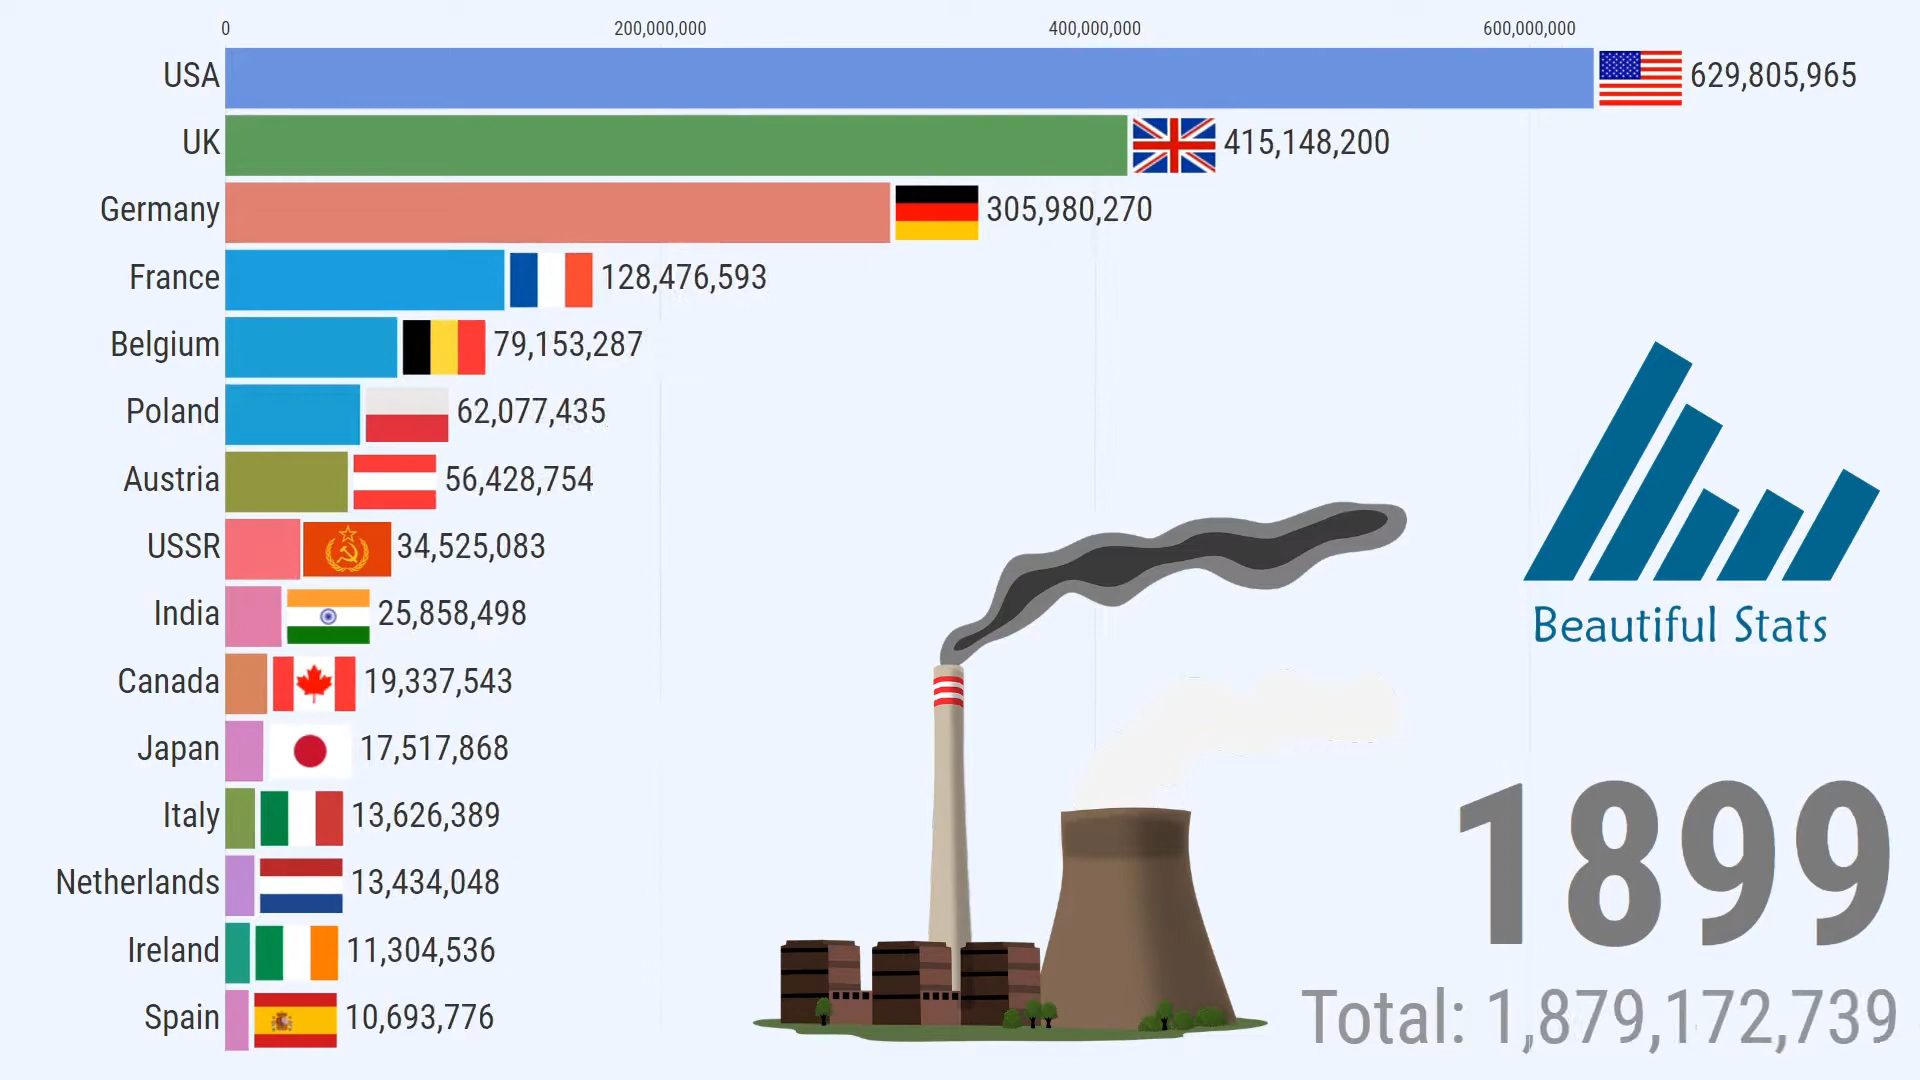 0 200,000,000 400,000,000 600,000,000
USA 629,805,965
UK 415,148,200
Germany 305,980,270
France 128,476,593
Belgium 79,153,287
Poland 62,077,435
Austria 56,428,754
USSR 34,525,083
India 25,858,498
Canada 19,337,543
Beautiful Stats
Japan 17,517,868
Italy 13,626,389
Netherlands 13,434,048
1899
Ireland 11,304,536
Spain 10,693,776
Total: 1,879,172,739